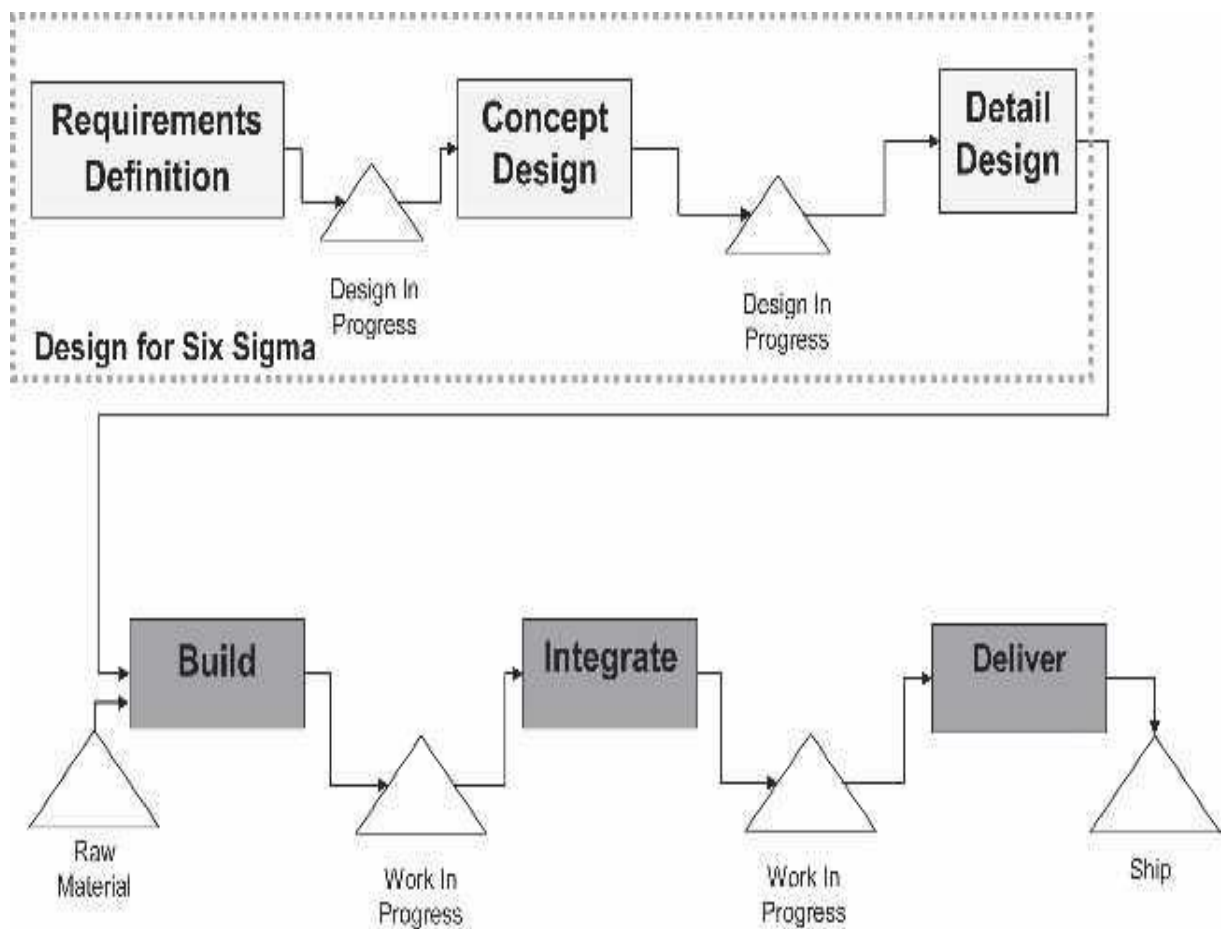 Requirements
Definition
Concept
Design
Detail
Design
Design In
Progress
Design In
Progress
Design for Six Sigma
Build
Integrate
Deliver
Raw
Material
Work In
Progress
Work In
Progress
Ship